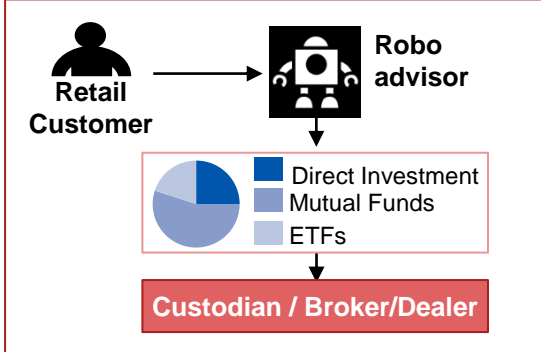 Retail
Customer
Robo
advisor
Direct Investment
Mutual Funds
ETFs
Custodian / Broker/Dealer